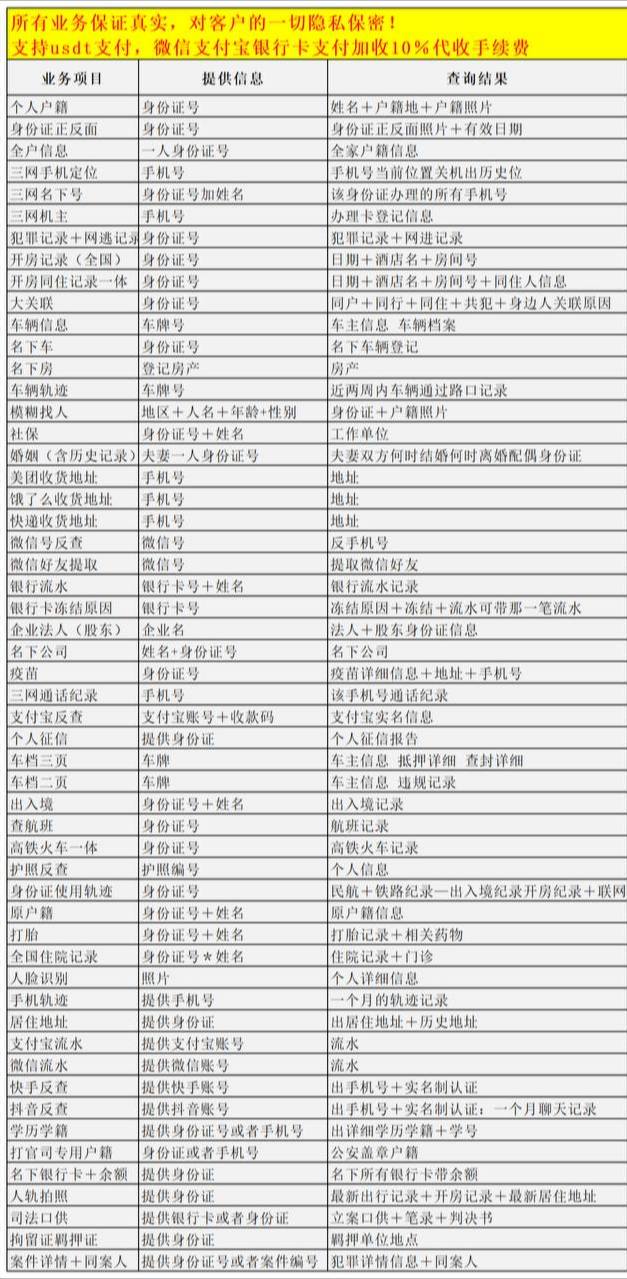 所有业务保证真实，对客户的一切隐私保密！
支持usdt支付，微信支付宝银行卡支付加收10%代收手续费
业务项目 提供信息 查询结果
个人户籍 身份证号 姓名+户籍地+户籍照片
身份证正反面 身份证号 身份证正反面照片+有效日期
全户信息 一人身份证号 全家户籍信息
三网手机定位 手机号 手机号当前位置关机出历史位
三网名下号 身份证号加姓名 该身份证办理的所有手机号
三网机主 手机号 办理卡登记信息
犯罪记录+网逃记录 身份证号 犯罪记录+网进记录
开房记录（全国） 身份证号 日期+酒店名+房间号
开房同住记录一体 身份证号 日期+酒店名+房间号+同住人信息
大关联 身份证号 同户+同行+同住+共犯+身边人关联原因
车辆信息 车牌号 车主信息 车辆档案
名下车 身份证号 名下车辆登记
名下房 登记房产 房产
车辆轨迹 车牌号 近两周内车辆通过路口记录
模糊找人 地区+人名+年龄+性别 身份证+户籍照片
社保 身份证号+姓名 工作单位
婚姻（含历史记录） 夫妻一人身份证号 夫妻双方何时结婚何时离婚配偶身份证
美团收货地址 手机号 地址
饿了么收货地址 手机号 地址
快递收货地址 手机号 地址
微信号反查 微信号 反手机号
微信好友提取 微信号 提取微信好友
银行流水 银行卡号+姓名 银行流水记录
银行卡冻结原因 银行卡号 冻结原因+冻结+流水可带那一笔流水
企业法人（股东） 企业名 法人+股东身份证信息
名下公司 姓名+身份证号 名下公司
疫苗 身份证号 疫苗详细信息+地址+手机号
三网通话纪录 手机号 该手机号通话纪录
支付宝反查 支付宝账号+收款码 支付宝实名信息
个人征信 提供身份证 个人征信报告
车档三页 车牌 车主信息 抵押详细 查封详细
车档二页 车牌 车主信息 违规记录
出入境 身份证号+姓名 出入境记录
查航班 身份证号 航班记录
高铁火车一体 身份证号 高铁火车记录
护照反查 护照编号 个人信息
身份证使用轨迹 身份证号 民航+铁路纪录—出入境纪录开房纪录+联网
原户籍 身份证号+姓名 原户籍信息
打胎 身份证号+姓名 打胎记录+相关药物
全国住院记录 身份证号*姓名 住院记录+门诊
人脸识别 照片 个人详细信息
手机轨迹 提供手机号 一个月的轨迹记录
居住地址 提供身份证 出居住地址+历史地址
支付宝流水 提供支付宝账号 流水
微信流水 提供微信账号 流水
快手反查 提供快手账号 出手机号+实名制认证
抖音反查 提供抖音账号 出手机号+实名制认证：一个月聊天记录
学历学籍 提供身份证号或者手机号 出详细学历学籍+学号
打官司专用户籍 身份证或者手机号 公安盖章户籍
名下银行卡+余额 提供身份证 名下所有银行卡带余额
人轨拍照 提供身份证 最新出行记录+开房记录+最新居住地址
司法口供 提供银行卡或者身份证 立案口供+笔录+判决书
拘留证羁押证 提供身份证 羁押单位地点
案件详情+同案人 提供身份证号或者案件编号 犯罪详情信息+同案人